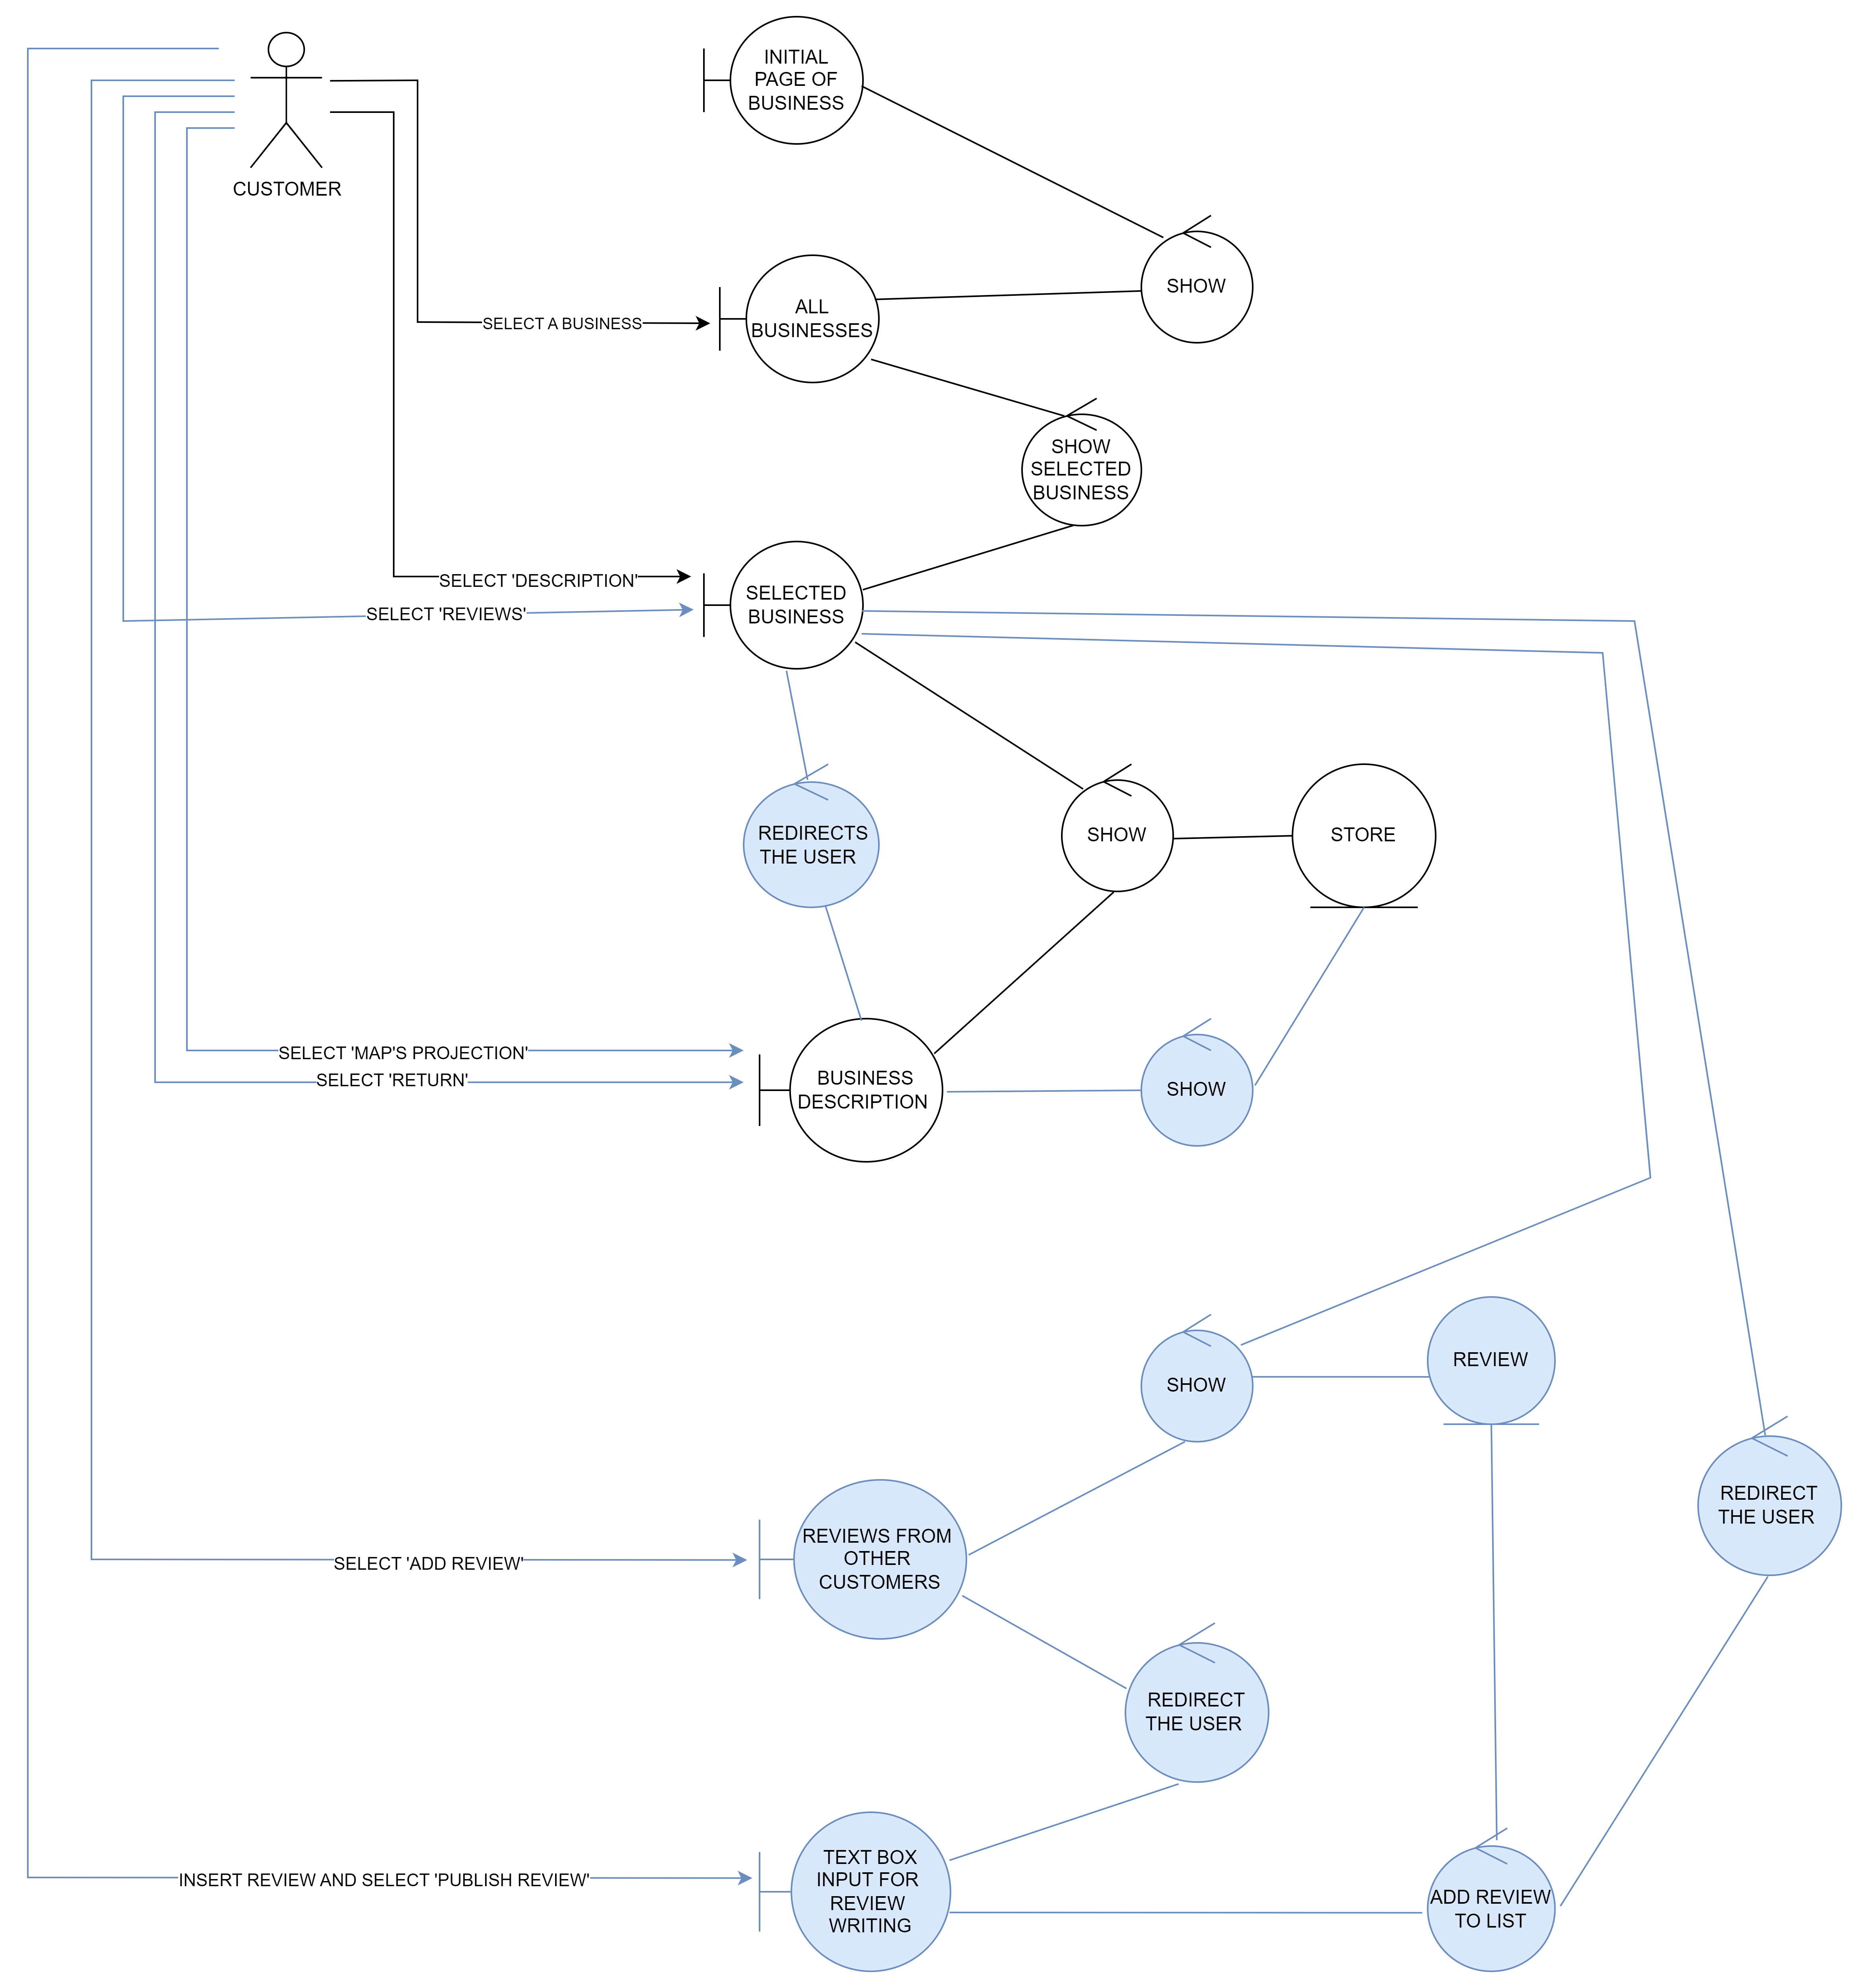 INITIAL
PAGE OF
BUSINESS
CUSTOMER
SHOW
ALL
BUSINESSES
SELECT A BUSINESS
SHOW
SELECTED
BUSINESS
SELECT 'DESCRIPTION'
SELECT 'REVIEWS'
SELECTED
BUSINESS
REDIRECTS
THE USER
SHOW
STORE
SELECT 'MAP'S PROJECTION'
SELECT 'RETURN'
BUSINESS
DESCRIPTION
SHOW
SHOW
REVIEW
REDIRECT
THE USER
REVIEWS FROM
OTHER
CUSTOMERS
SELECT 'ADD REVIEW'
REDIRECT
THE USER
INSERT REVIEW AND SELECT 'PUBLISH REVIEW'
TEXT BOX
INPUT FOR
REVIEW
WRITING
ADD REVIEW
TO LIST